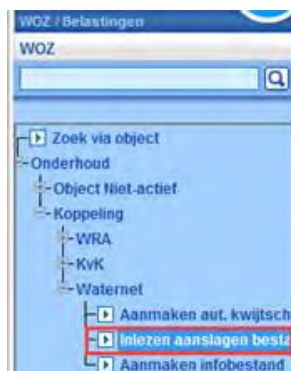 WOZ / Belastingen
WOZ
Zoek via object
Onderhoud
Object Niet-actief
Koppeling
WRA
KvK
Waternet
Aanmaken aut. kwijtsch
Inlezen aanslagen besta
Aanmaken infobestand